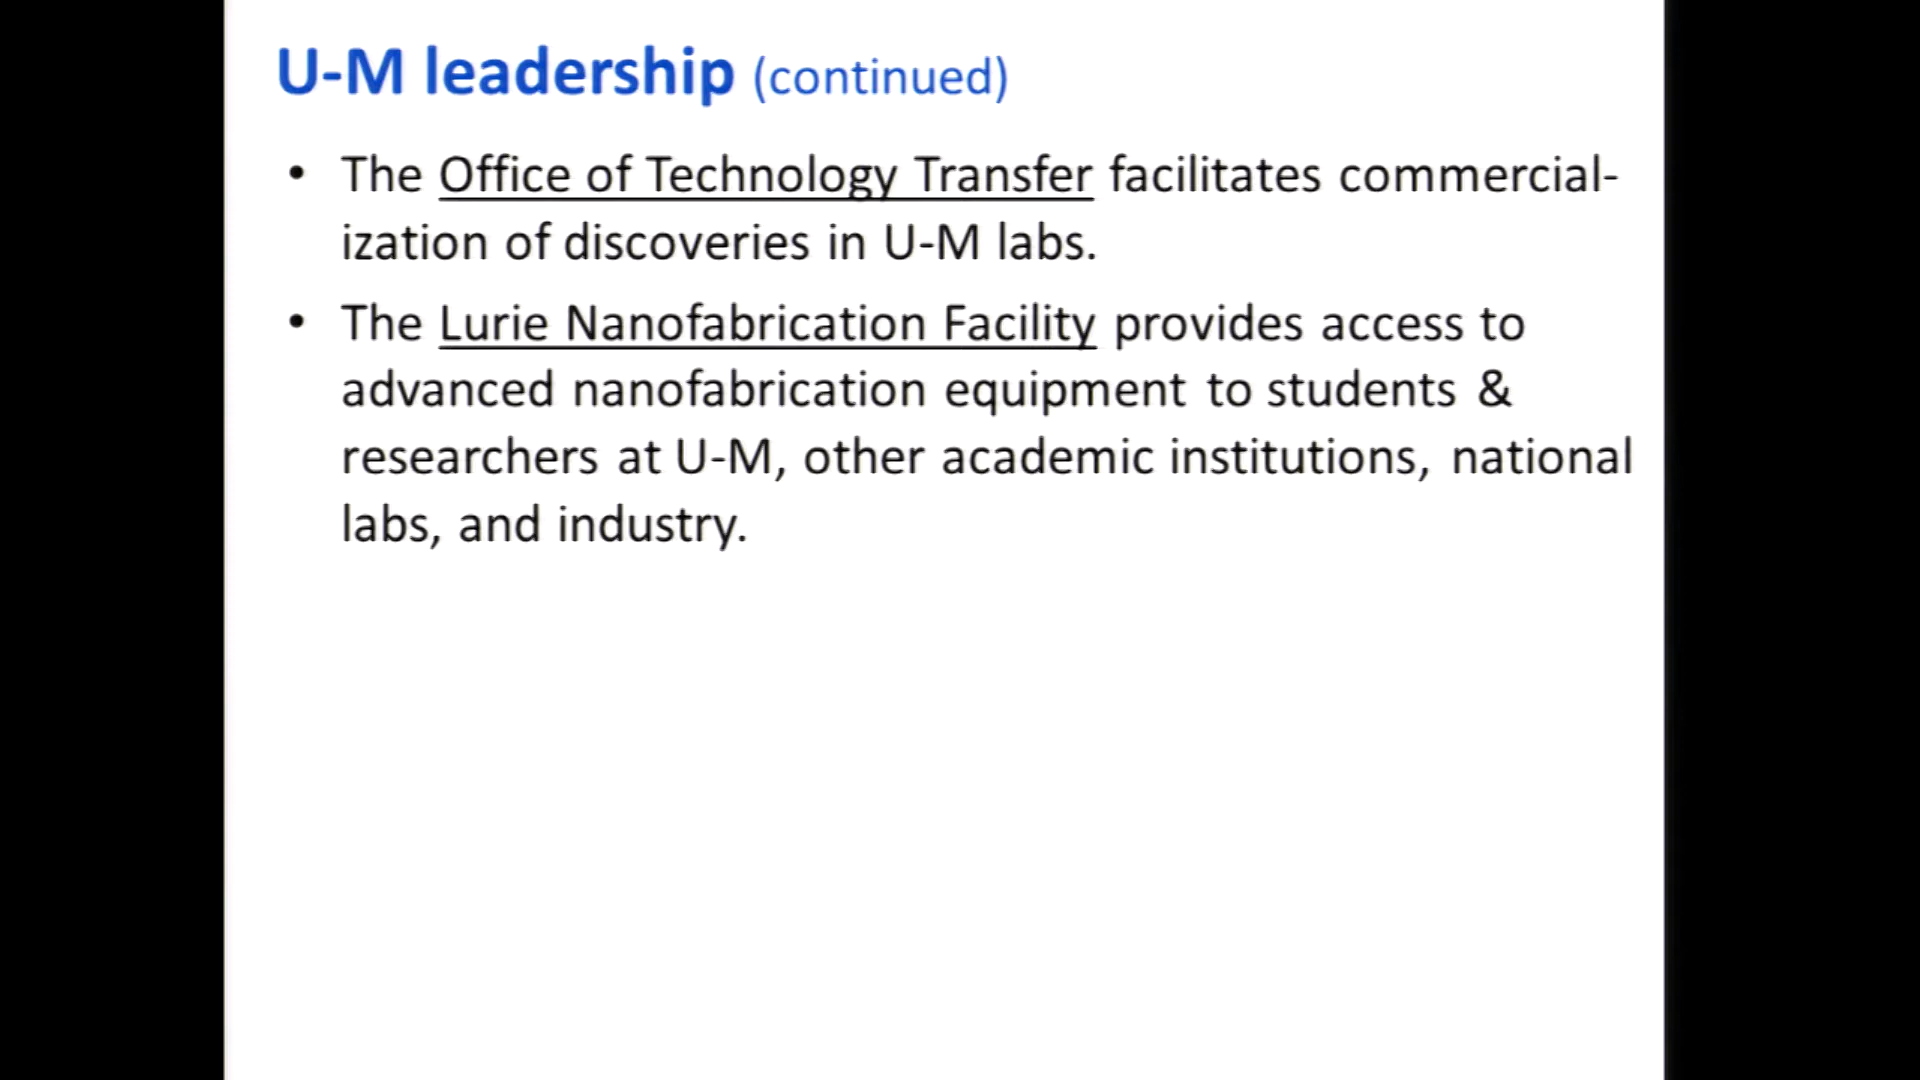 U-M leadership (continued)
• The Office of Technology Transfer facilitates commercial-
ization of discoveries in U-M labs.
• The Lurie Nanofabrication Facility provides access to
advanced nanofabrication equipment to students &
researchers at U-M, other academic institutions, national
labs, and industry.